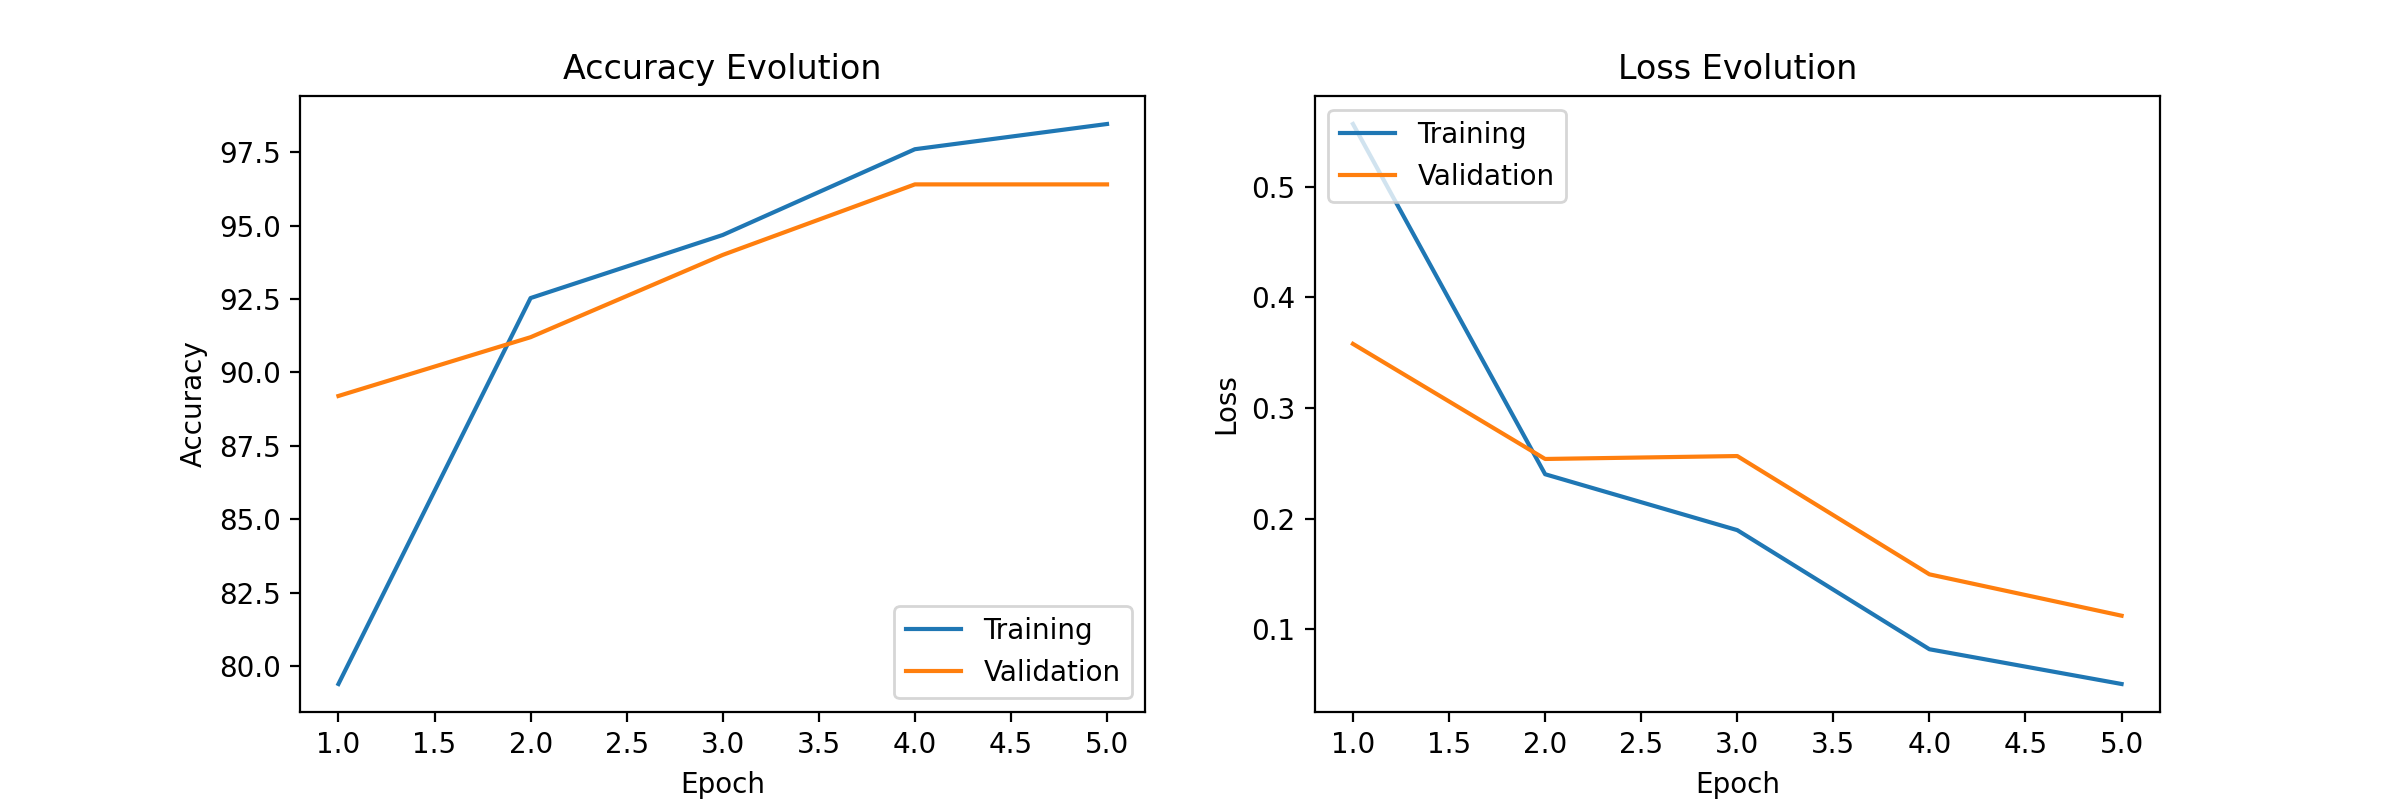 Accuracy Evolution
97.5
95.0
92.5
90.0
87.5
85.0
82.5
80.0
Accuracy
Training
Validation
1.0 1.5 2.0 2.5 3.0 3.5 4.0 4.5 5.0
Epoch
Loss Evolution
Training
Validation
0.5
0.4
0.3
0.2
0.1
Loss
1.0 1.5 2.0 2.5 3.0 3.5 4.0 4.5 5.0
Epoch